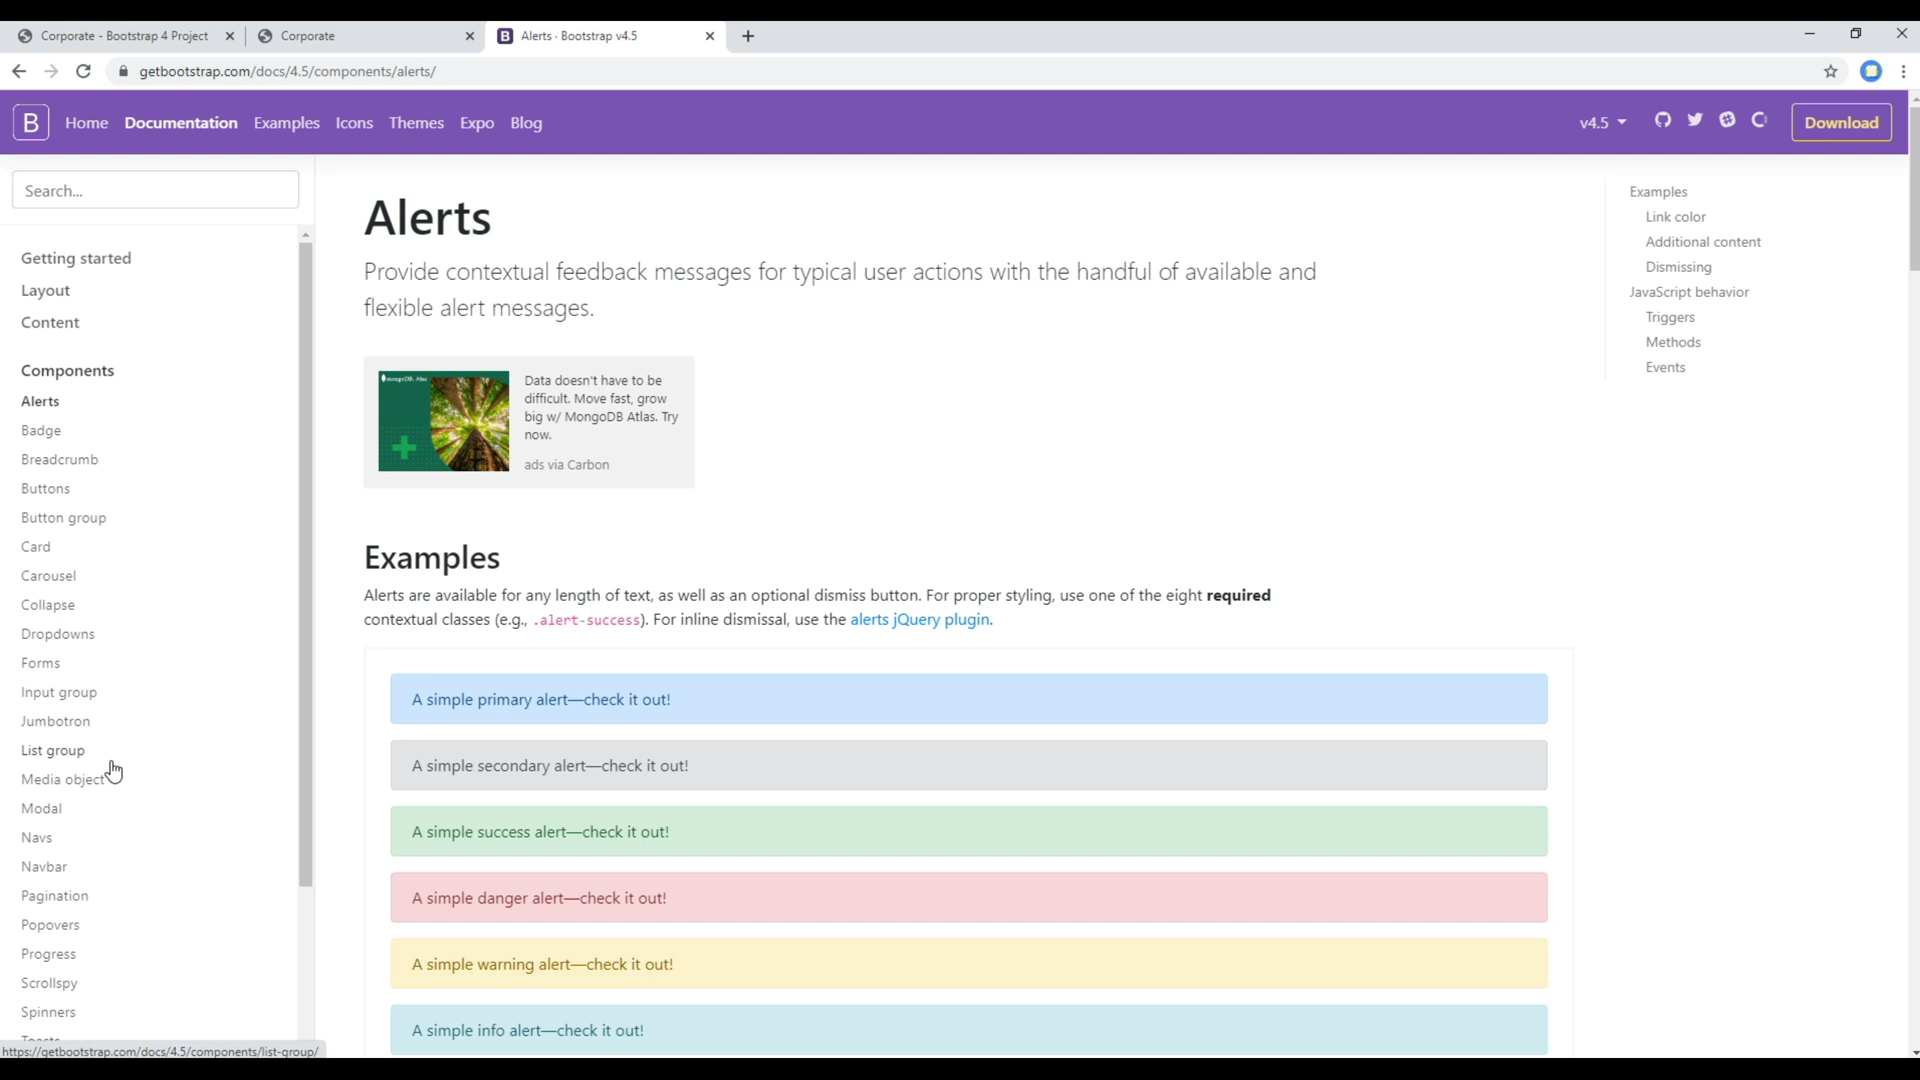 Corporate - Bootstrap 4 Project
Corporate
B Alerts · Bootstrap v4.5
getbootstrap.com/docs/4.5/components/alerts/
B Home Documentation Examples Icons Themes Expo Blog v4.5 Download
Search...
Getting started
Layout
Content
Components
Alerts
Badge
Breadcrumb
Buttons
Button group
Card
Carousel
Collapse
Dropdowns
Forms
Input group
Jumbotron
List group
Media object
Modal
Navs
Navbar
Pagination
Popovers
Progress
Scrollspy
Spinners
https://getbootstrap.com/docs/4.5/components/list-group/
Alerts
Provide contextual feedback messages for typical user actions with the handful of available and
flexible alert messages.
mongoDB. Atlas
Data doesn't have to be
difficult. Move fast, grow
big w/ MongoDB Atlas. Try
now.
ads via Carbon
Examples
Alerts are available for any length of text, as well as an optional dismiss button. For proper styling, use one of the eight required
contextual classes (e.g., .alert-success). For inline dismissal, use the alerts jQuery plugin.
A simple primary alert—check it out!
A simple secondary alert—check it out!
A simple success alert—check it out!
A simple danger alert—check it out!
A simple warning alert—check it out!
A simple info alert—check it out!
Examples
Link color
Additional content
Dismissing
JavaScript behavior
Triggers
Methods
Events